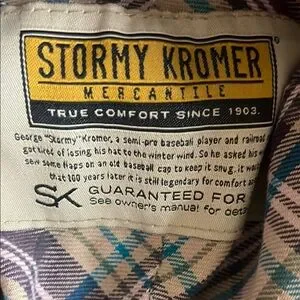 STORMY KROMER
MERCANTILE
TRUE COMFORT SINCE 1903.
George "Stormy" Kromer, a semi-pro baseball player and railroad
got tired of losing his hat to the winter wind. So he asked his w
sew some flaps on an old baseball cap to keep it snug. It wor
that 100 years later it is still legendary for comfort an
SK GUARANTEED FOR
See owner's manual for deta